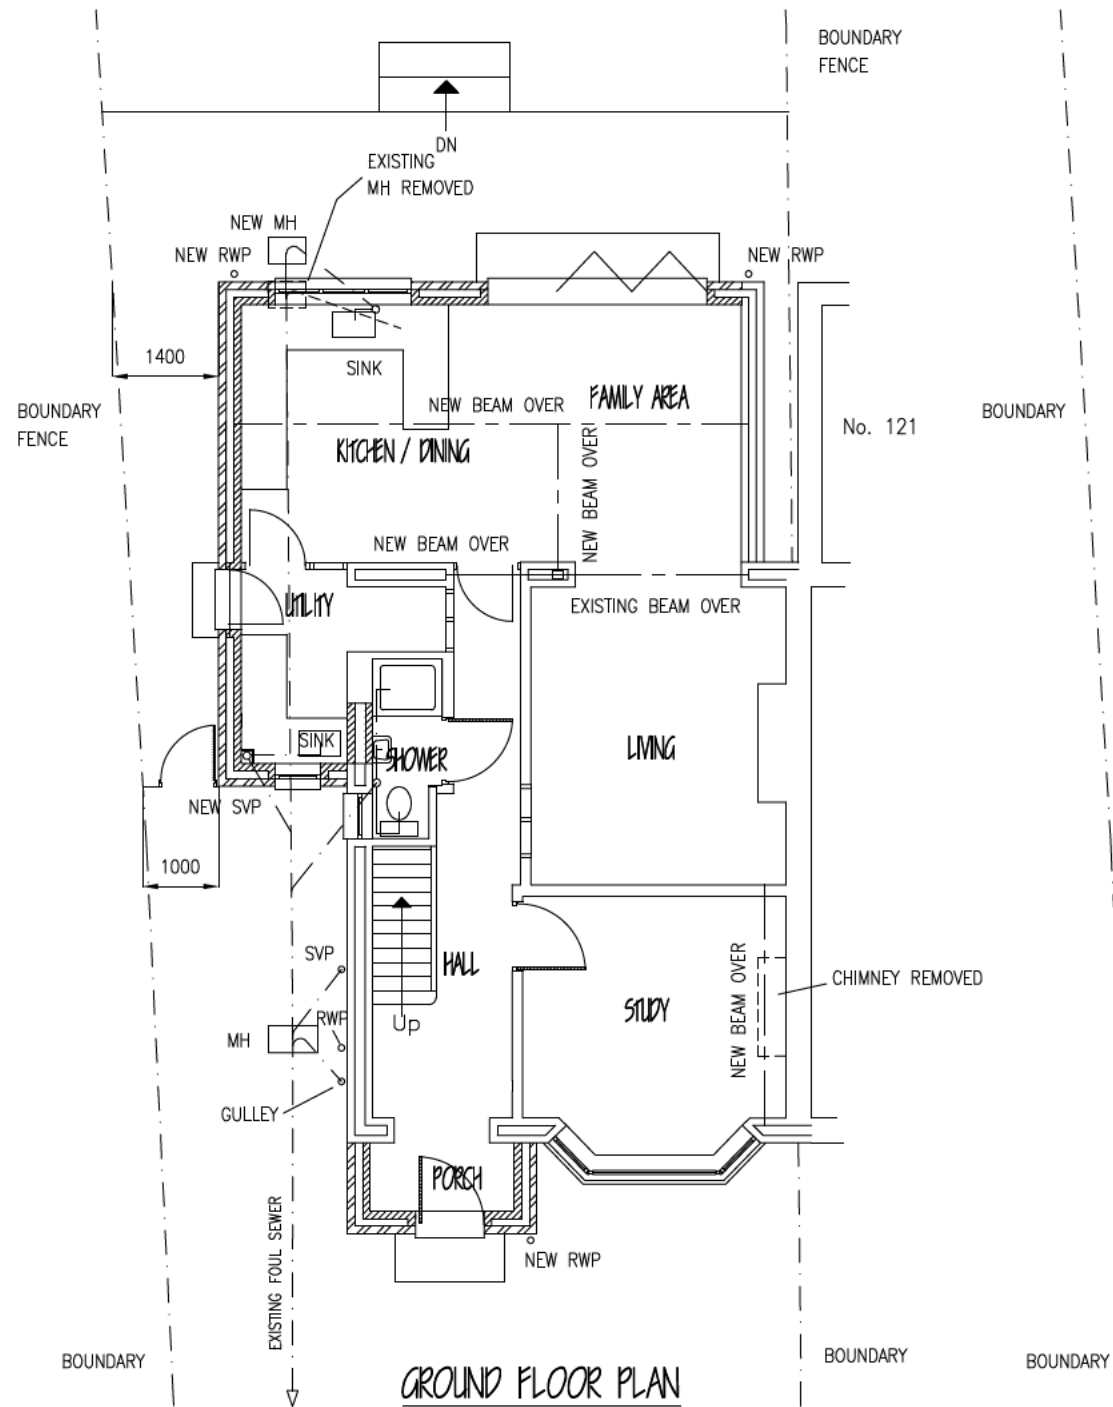 BOUNDARY
FENCE
DN
EXISTING
MH REMOVED
NEW MH
NEW RWP
NEW RWP
1400
SINK
FAMILY AREA
NEW BEAM OVER
BOUNDARY
FENCE
BOUNDARY
No. 121
KITCHEN / DINING
NEW BEAM OVER
NEW BEAM OVER
UTILITY
EXISTING BEAM OVER
SINK
SHOWER
LIVING
NEW SVP
1000
SVP
HALL
NEW BEAM OVER
CHIMNEY REMOVED
RWP
STUDY
Up
MH
GULLEY
PORCH
EXISTING FOUL SEWER
NEW RWP
BOUNDARY
BOUNDARY
BOUNDARY
GROUND FLOOR PLAN